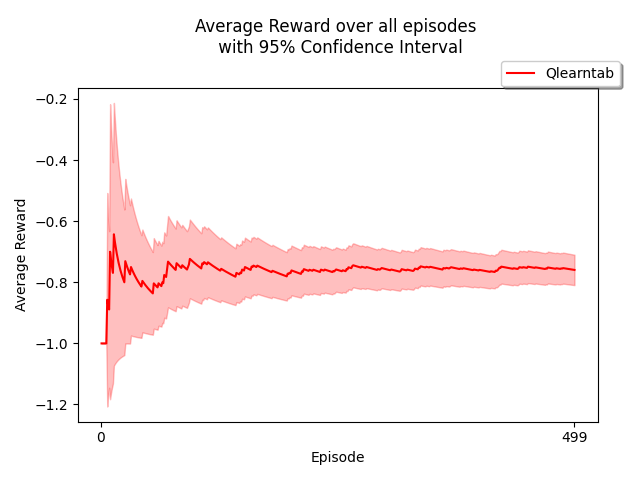 Average Reward over all episodes
with 95% Confidence Interval
Qlearntab
−0.2
−0.4
−0.6
−0.8
−1.0
−1.2
Average Reward
0
499
Episode